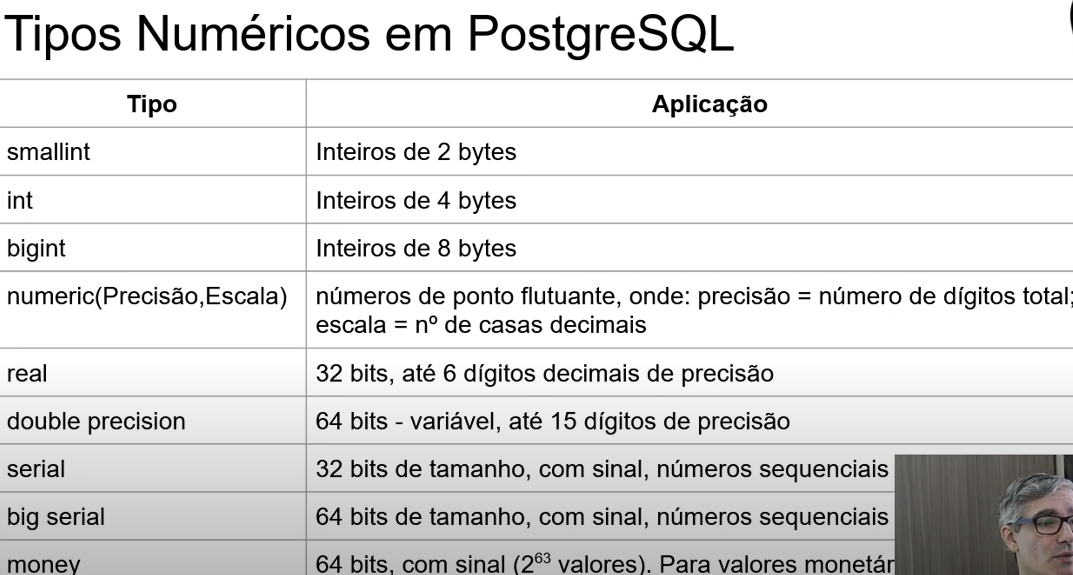 Tipos Numéricos em PostgreSQL
Tipo Aplicação
smallint Inteiros de 2 bytes
int Inteiros de 4 bytes
bigint Inteiros de 8 bytes
numeric(Precisão,Escala) números de ponto flutuante, onde: precisão = número de dígitos total;
escala = nº de casas decimais
real 32 bits, até 6 dígitos decimais de precisão
double precision 64 bits - variável, até 15 dígitos de precisão
serial 32 bits de tamanho, com sinal, números sequenciais
big serial 64 bits de tamanho, com sinal, números sequenciais
money 64 bits, com sinal (2⁶³ valores). Para valores